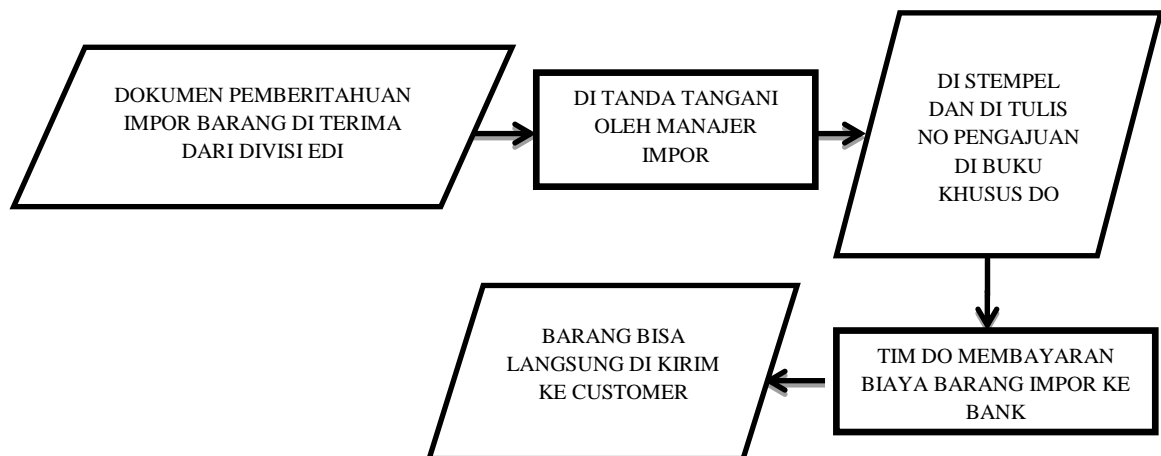 DOKUMEN PEMBERITAHUAN
IMPOR BARANG DI TERIMA
DARI DIVISI EDI
DI TANDA TANGANI
OLEH MANAJER
IMPOR
DI STEMPEL
DAN DI TULIS
NO PENGAJUAN
DI BUKU
KHUSUS DO
TIM DO MEMBAYARAN
BIAYA BARANG IMPOR KE
BANK
BARANG BISA
LANGSUNG DI KIRIM
KE CUSTOMER